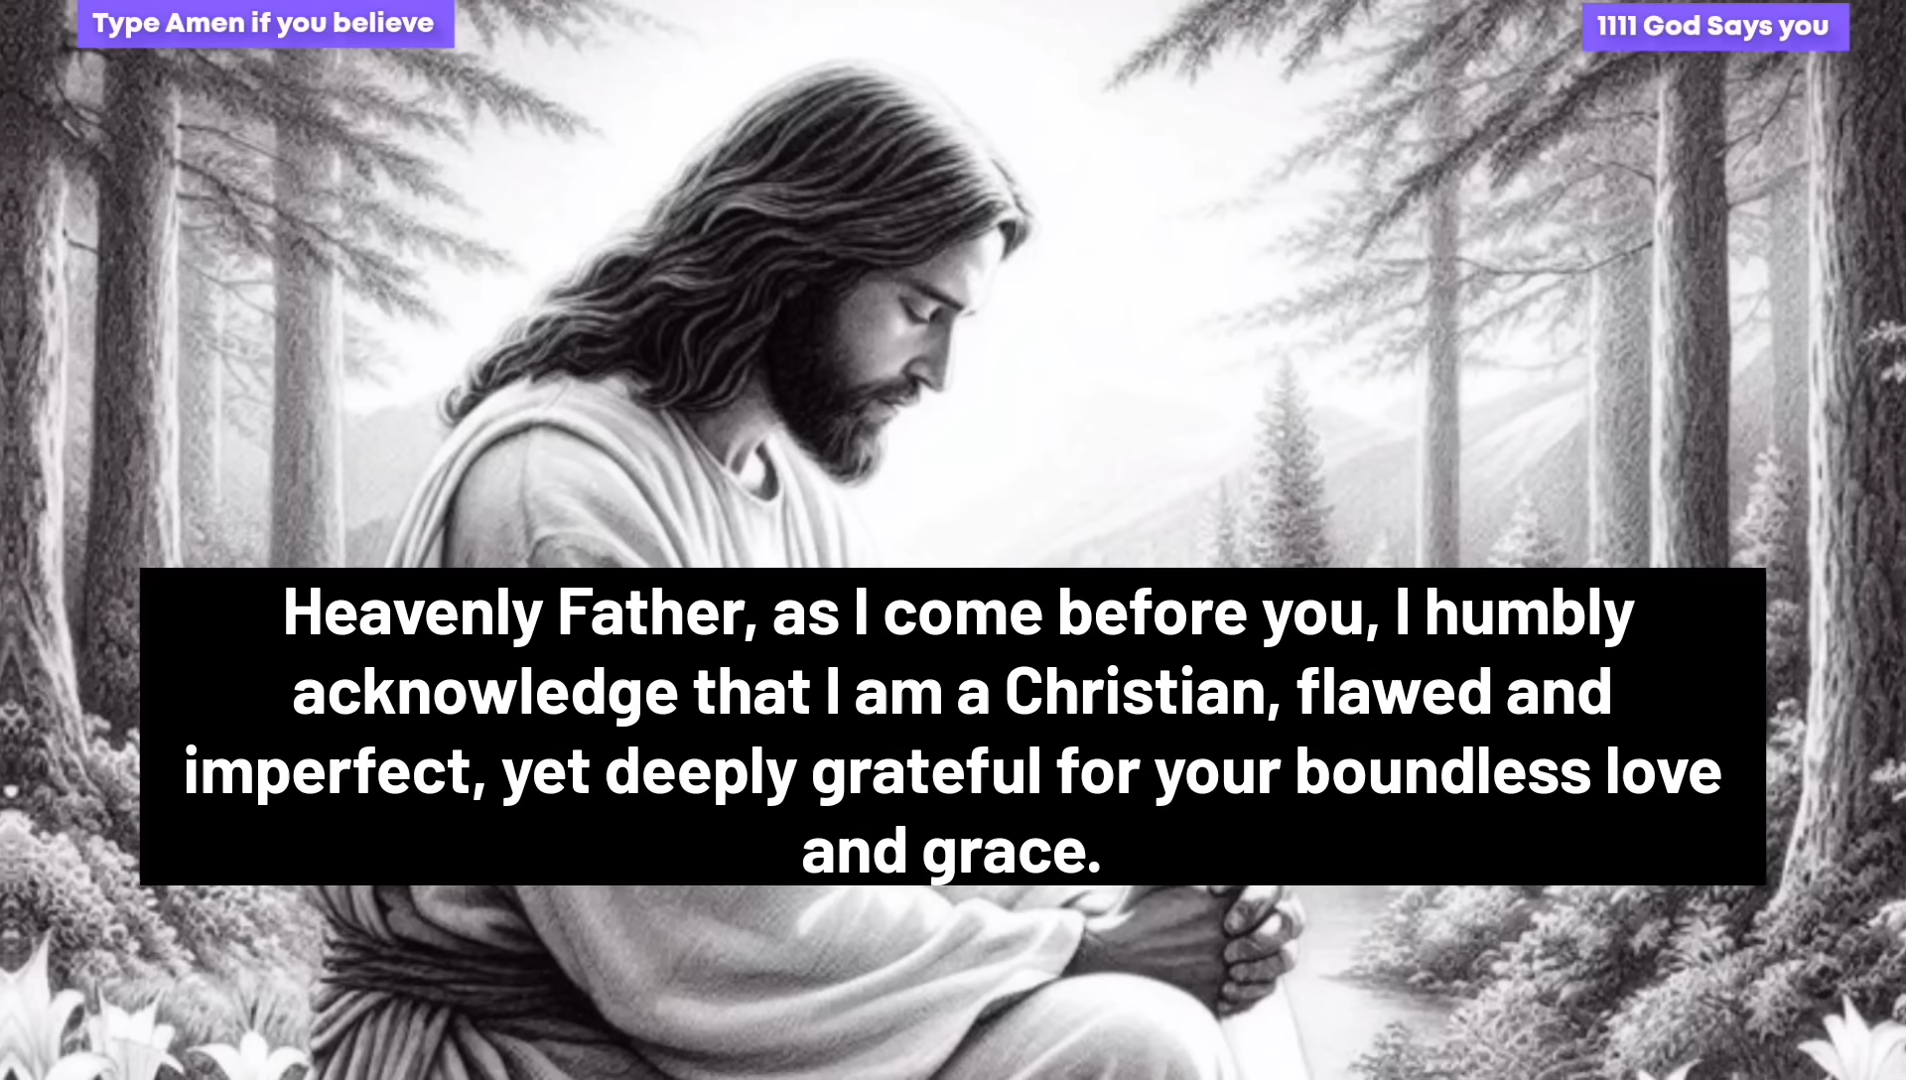 Type Amen if you believe
1111 God Says you
Heavenly Father, as I come before you, I humbly
acknowledge that I am a Christian, flawed and
imperfect, yet deeply grateful for your boundless love
and grace.